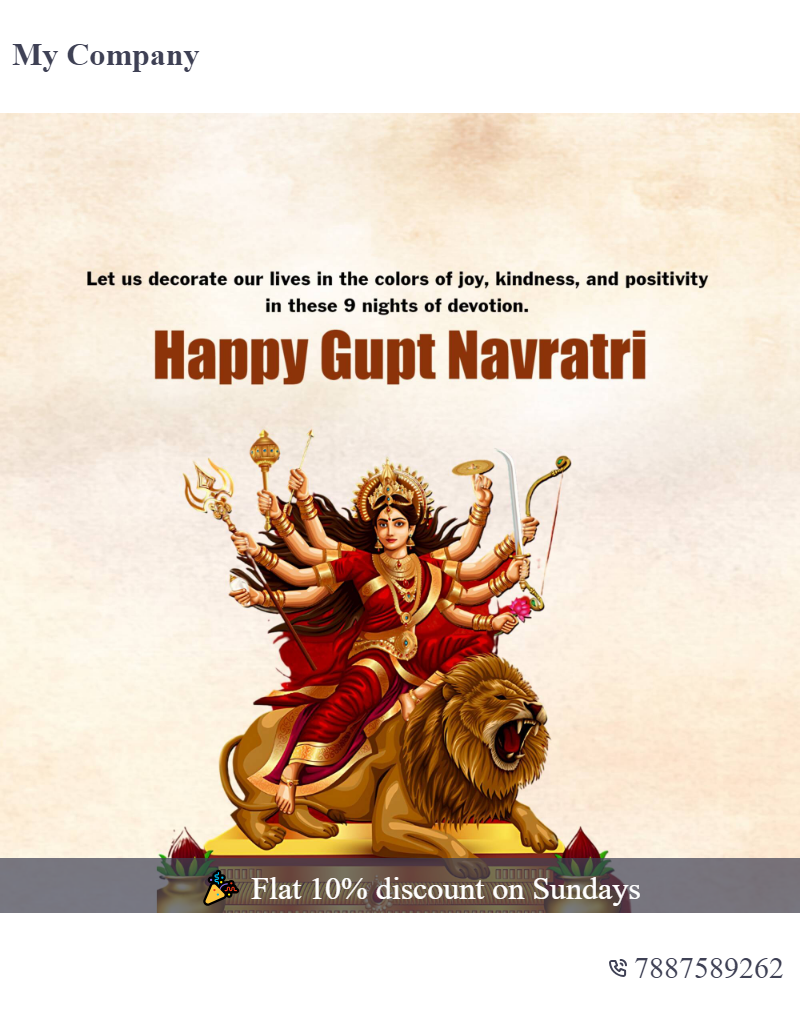 My Company
Let us decorate our lives in the colors of joy, kindness, and positivity
in these 9 nights of devotion.
Happy Gupt Navratri
Flat 10% discount on Sundays
7887589262